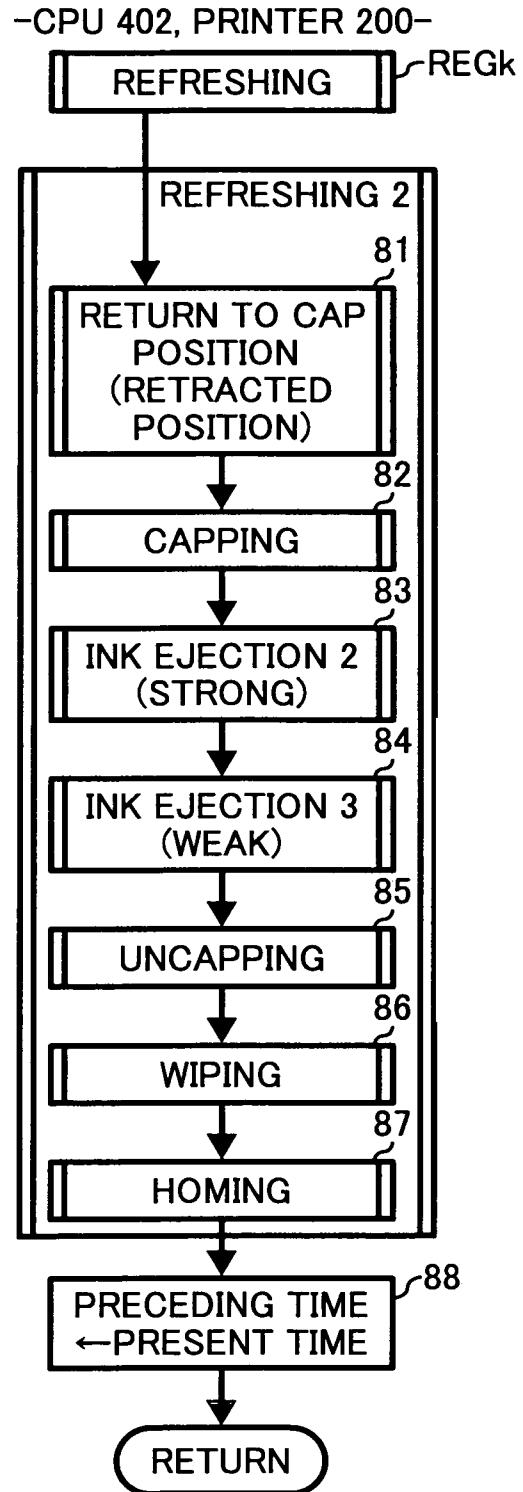 -CPU 402, PRINTER 200-
REFRESHING
REGk
REFRESHING 2
81
RETURN TO CAP
POSITION
(RETRACTED
POSITION)
82
CAPPING
83
INK EJECTION 2
(STRONG)
84
INK EJECTION 3
(WEAK)
85
UNCAPPING
86
WIPING
87
HOMING
88
PRECEDING TIME
←PRESENT TIME
RETURN